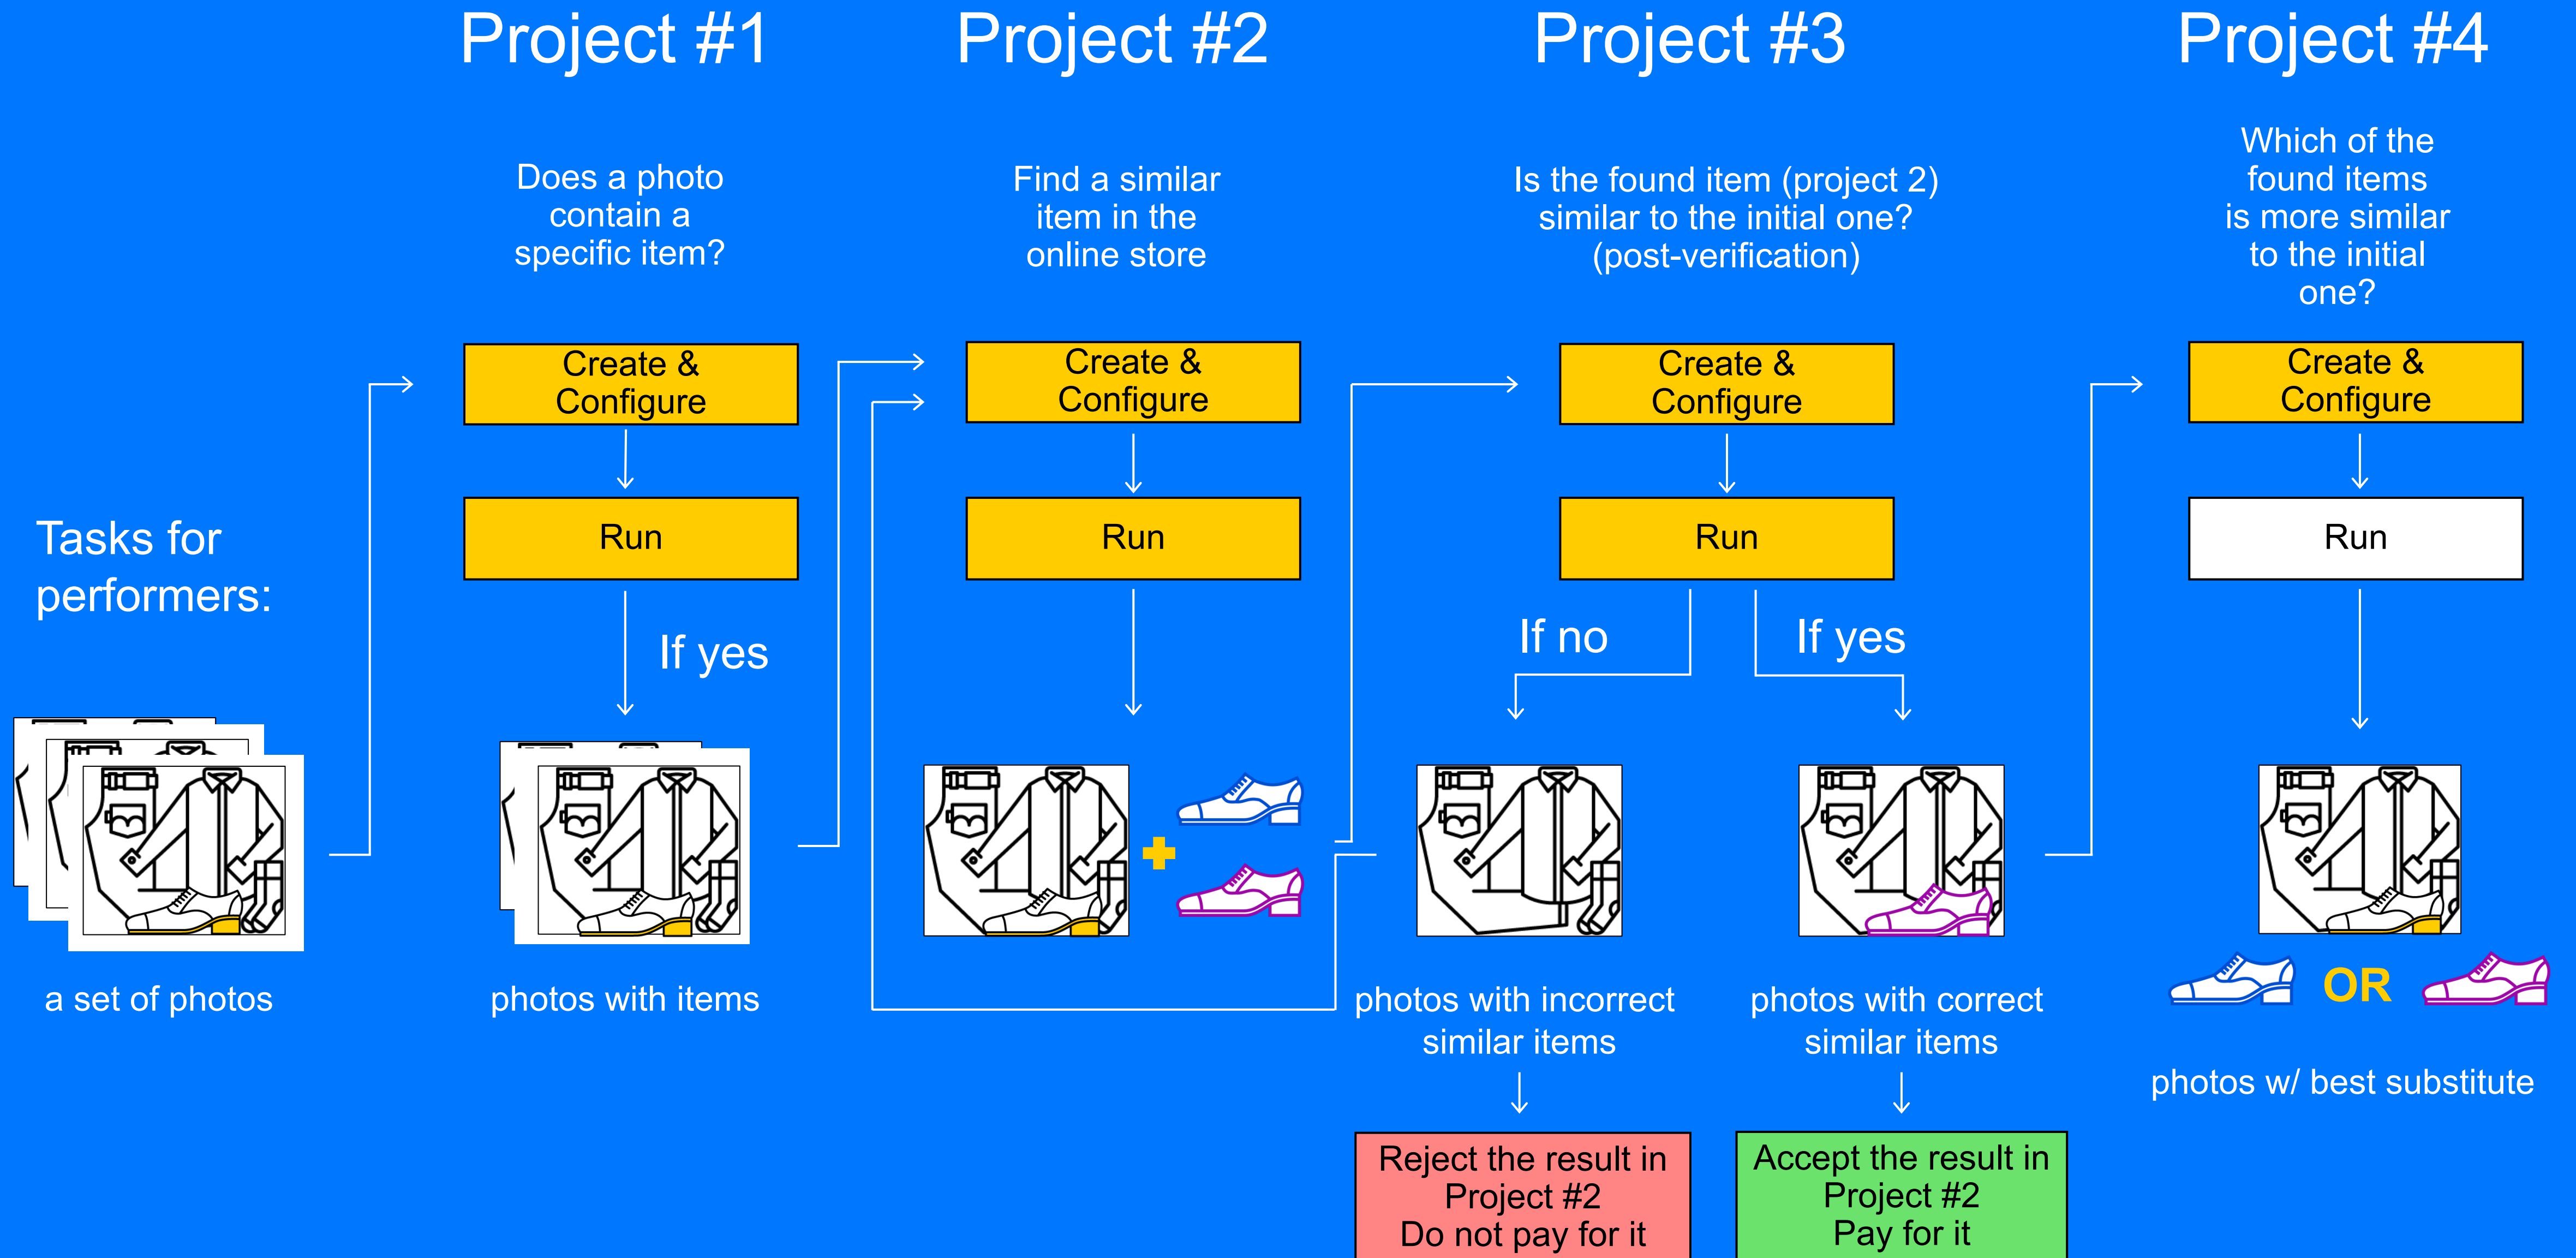 Project #1
Project #2
Project #3
Project #4
Does a photo
contain a
specific item?
Find a similar
item in the
online store
Is the found item (project 2)
similar to the initial one?
(post-verification)
Which of the
found items
is more similar
to the initial
one?
Create &
Configure
Create &
Configure
Create &
Configure
Create &
Configure
Run
Run
Run
Run
Tasks for
performers:
If yes
If no
If yes
OR
a set of photos
photos with items
photos with incorrect
similar items
photos with correct
similar items
photos w/ best substitute
Reject the result in
Project #2
Do not pay for it
Accept the result in
Project #2
Pay for it